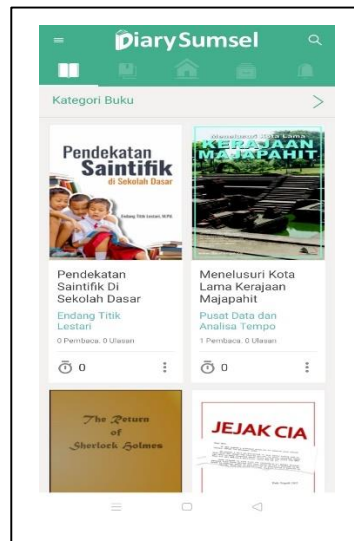 DiarySumsel
Kategori Buku
Pendekatan
Saintifik
di Sekolah Dasar
Endang Titik Lestari, M.Pd.
Menelusuri Kota Lama
KERAJAAN
MAJAPAHIT
Pendekatan
Saintifik Di
Sekolah Dasar
Endang Titik
Lestari
0 Pembaca, 0 Ulasan
0
Menelusuri Kota
Lama Kerajaan
Majapahit
Pusat Data dan
Analisa Tempo
1 Pembaca, 0 Ulasan
0
The Return
of
Sherlock Holmes
JEJAK CIA